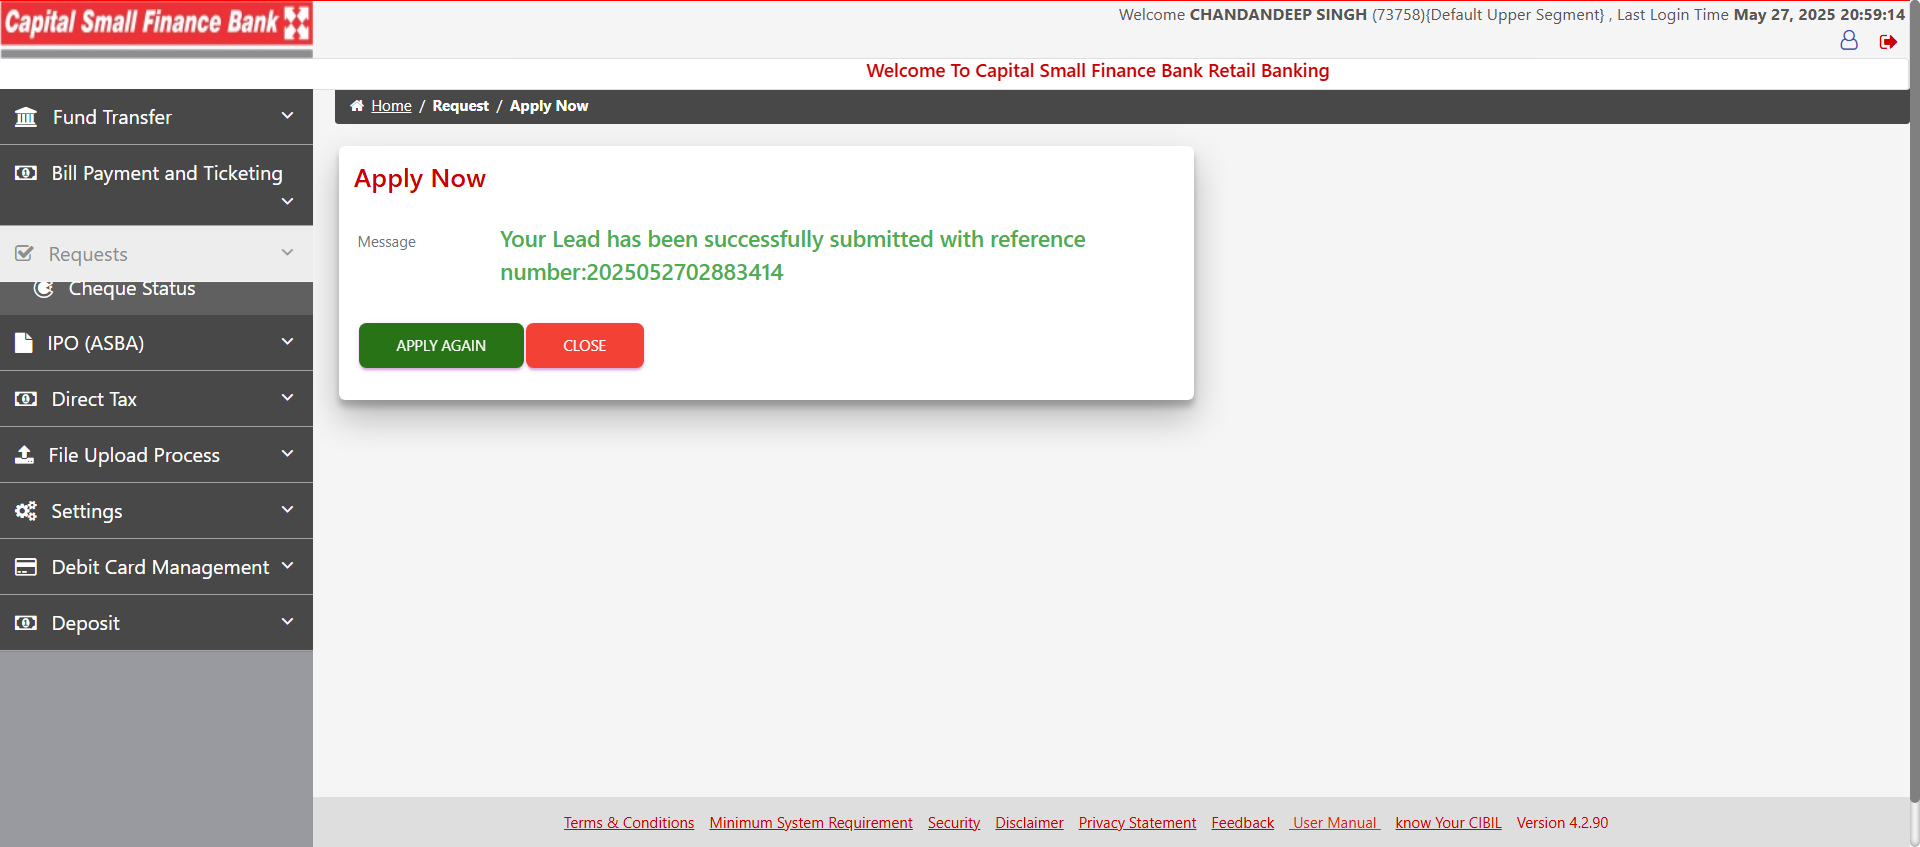 Capital Small Finance Bank
Welcome CHANDANDEEP SINGH (73758){Default Upper Segment} , Last Login Time May 27, 2025 20:59:14
Welcome To Capital Small Finance Bank Retail Banking
Home / Request / Apply Now
Fund Transfer
Bill Payment and Ticketing
Requests
Cheque Status
IPO (ASBA)
Direct Tax
File Upload Process
Settings
Debit Card Management
Deposit
Apply Now
Message
Your Lead has been successfully submitted with reference
number:2025052702883414
APPLY AGAIN
CLOSE
Terms & Conditions Minimum System Requirement Security Disclaimer Privacy Statement Feedback User Manual know Your CIBIL Version 4.2.90